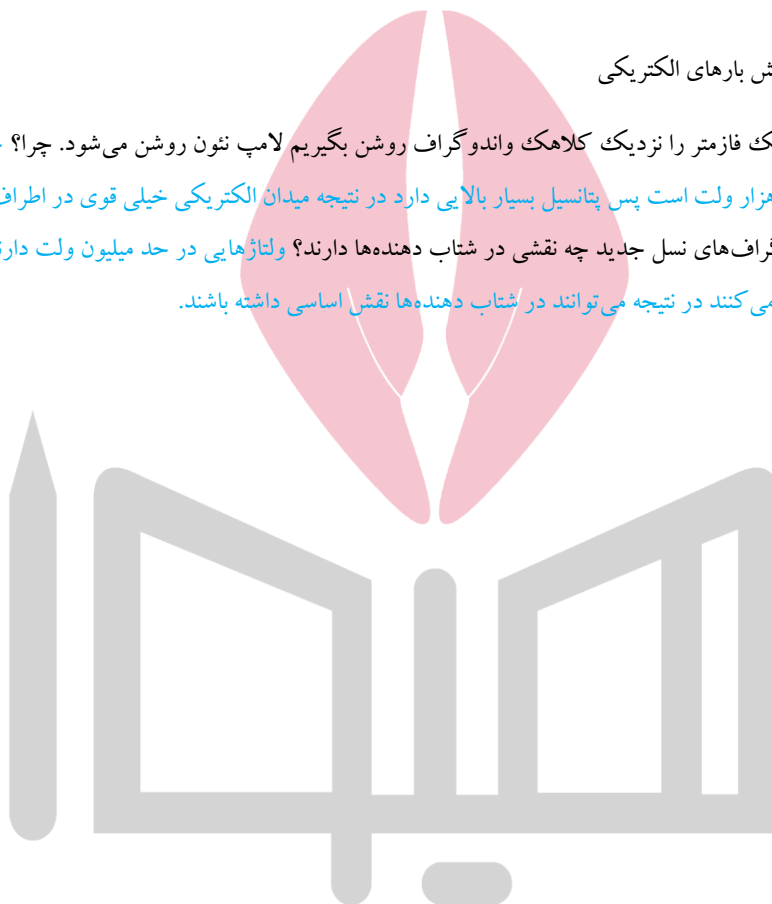 ش بارهای الکتریکی
ک فازمتر را نزدیک کلاهک واندوگراف روشن بگیریم لامپ نئون روشن می‌شود. چرا؟
هزار ولت است پس پتانسیل بسیار بالایی دارد در نتیجه میدان الکتریکی خیلی قوی در اطراف
گراف‌های نسل جدید چه نقشی در شتاب دهنده‌ها دارند؟ ولتاژهایی در حد میلیون ولت دارن
می‌کنند در نتیجه می‌توانند در شتاب دهنده‌ها نقش اساسی داشته باشند.